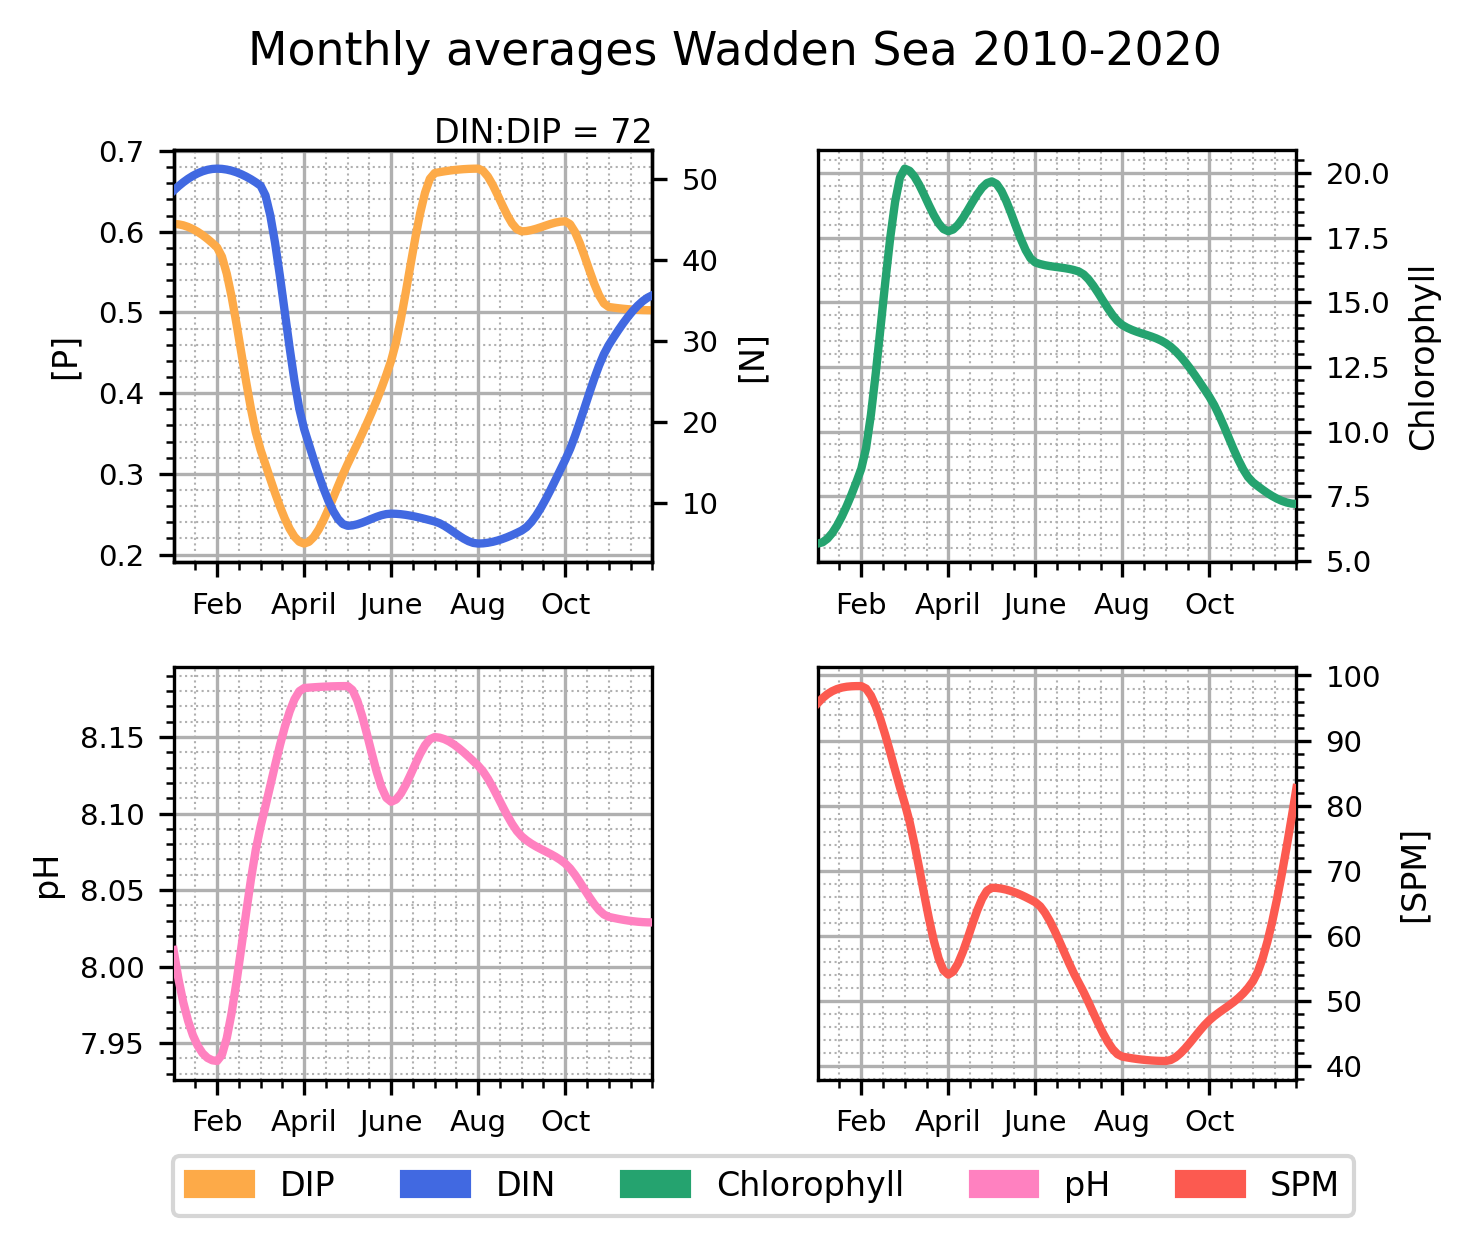 Monthly averages Wadden Sea 2010-2020
DIN:DIP = 72
0.7
0.6
0.5
0.4
0.3
0.2
[P]
50
40
30
20
10
[N]
Feb April June Aug Oct
20.0
17.5
15.0
12.5
10.0
7.5
5.0
Chlorophyll
Feb April June Aug Oct
8.15
8.10
8.05
8.00
7.95
pH
Feb April June Aug Oct
100
90
80
70
60
50
40
[SPM]
Feb April June Aug Oct
DIP DIN Chlorophyll pH SPM